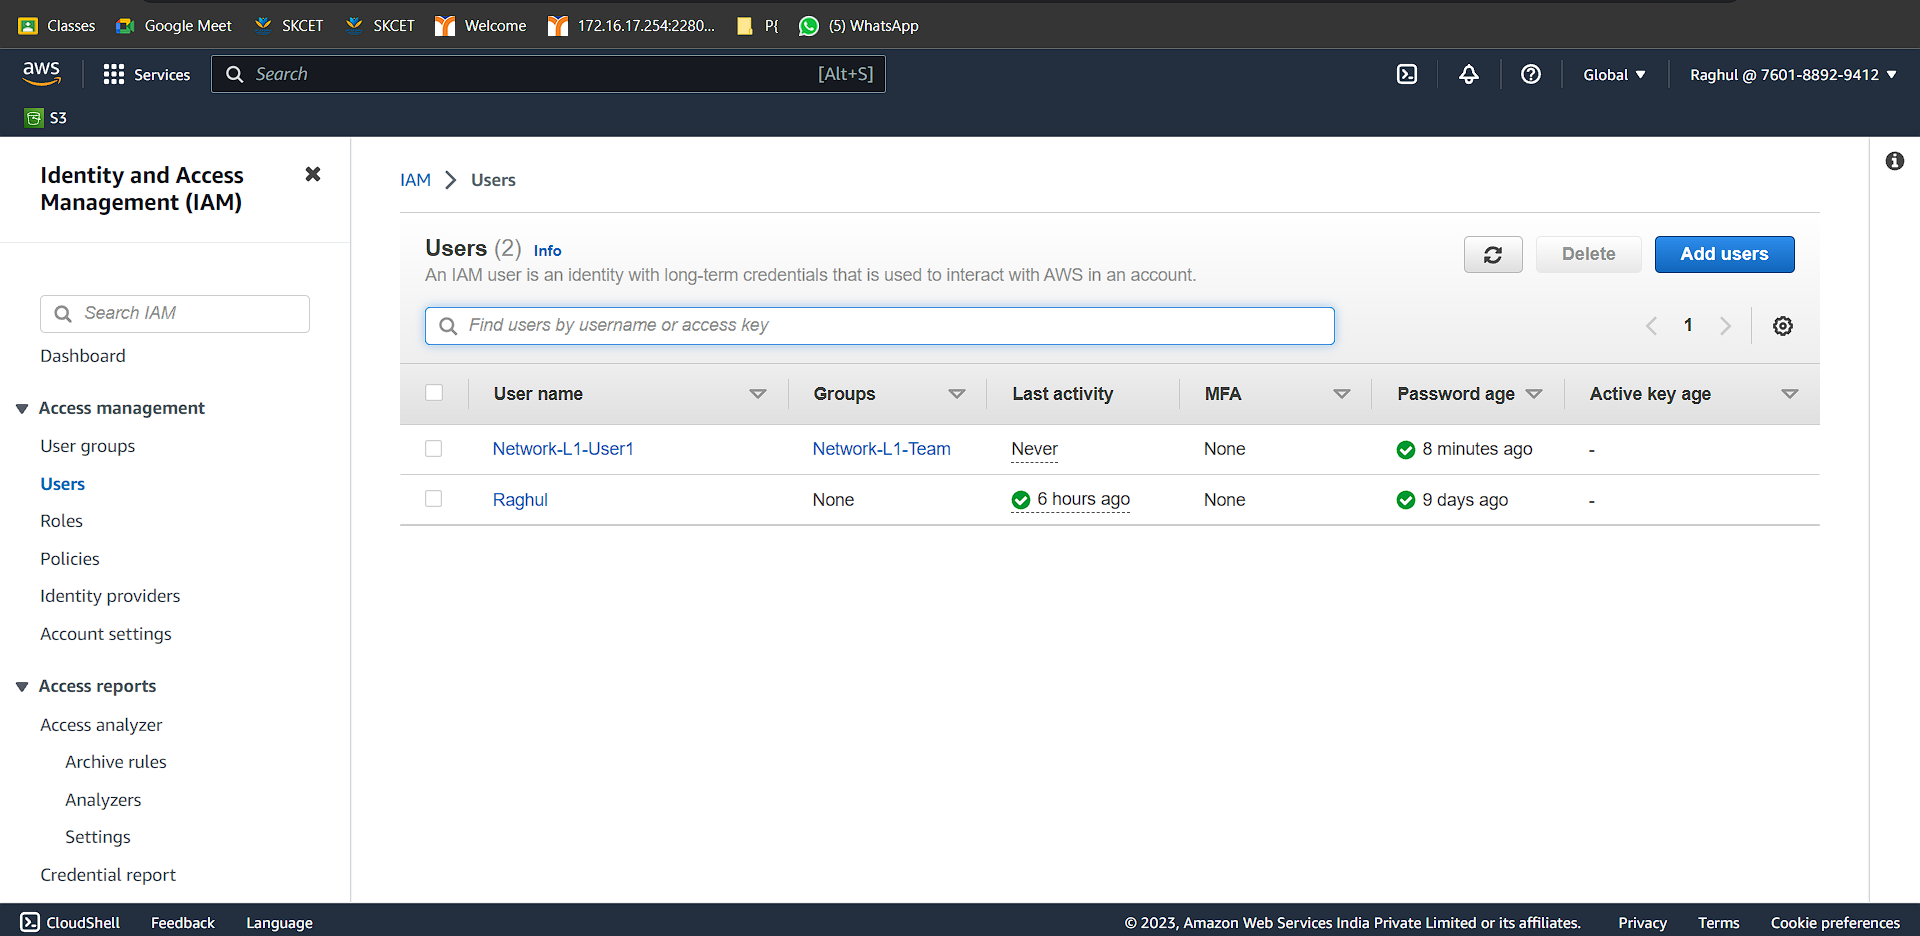 Classes Google Meet SKCET SKCET Welcome 172.16.17.254:2280... P{ (5) WhatsApp
aws Services Search [Alt+S] Global Raghul @ 7601-8892-9412
S3
Identity and Access
Management (IAM)
Search IAM
Dashboard
Access management
User groups
Users
Roles
Policies
Identity providers
Account settings
Access reports
Access analyzer
Archive rules
Analyzers
Settings
Credential report
IAM > Users
Users (2) Info
An IAM user is an identity with long-term credentials that is used to interact with AWS in an account.
Delete Add users
Find users by username or access key
1
User name Groups Last activity MFA Password age Active key age
Network-L1-User1 Network-L1-Team Never None 8 minutes ago -
Raghul None 6 hours ago None 9 days ago -
CloudShell Feedback Language © 2023, Amazon Web Services India Private Limited or its affiliates. Privacy Terms Cookie preferences